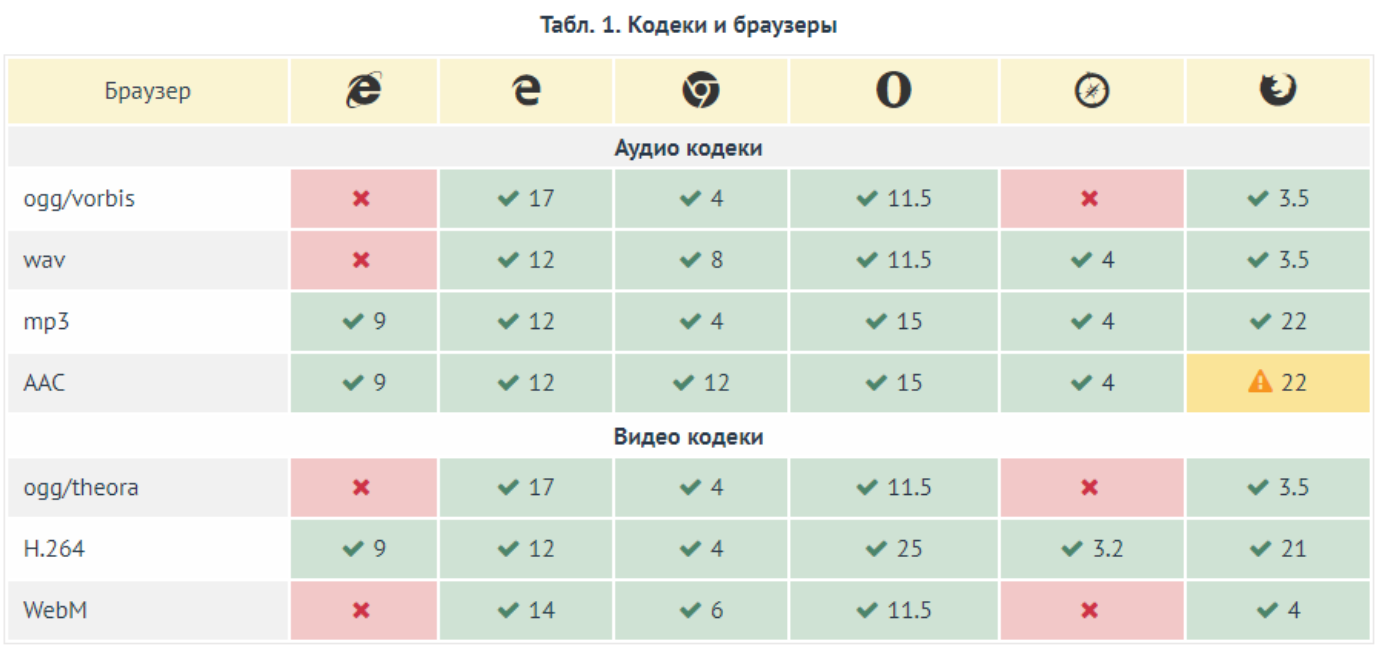 Табл. 1. Кодеки и браузеры
Браузер
Аудио кодеки
ogg/vorbis ✖ ✔ 17 ✔ 4 ✔ 11.5 ✖ ✔ 3.5
wav ✖ ✔ 12 ✔ 8 ✔ 11.5 ✔ 4 ✔ 3.5
mp3 ✔ 9 ✔ 12 ✔ 4 ✔ 15 ✔ 4 ✔ 22
AAC ✔ 9 ✔ 12 ✔ 12 ✔ 15 ✔ 4 ⚠ 22
Видео кодеки
ogg/theora ✖ ✔ 17 ✔ 4 ✔ 11.5 ✖ ✔ 3.5
H.264 ✔ 9 ✔ 12 ✔ 4 ✔ 25 ✔ 3.2 ✔ 21
WebM ✖ ✔ 14 ✔ 6 ✔ 11.5 ✖ ✔ 4